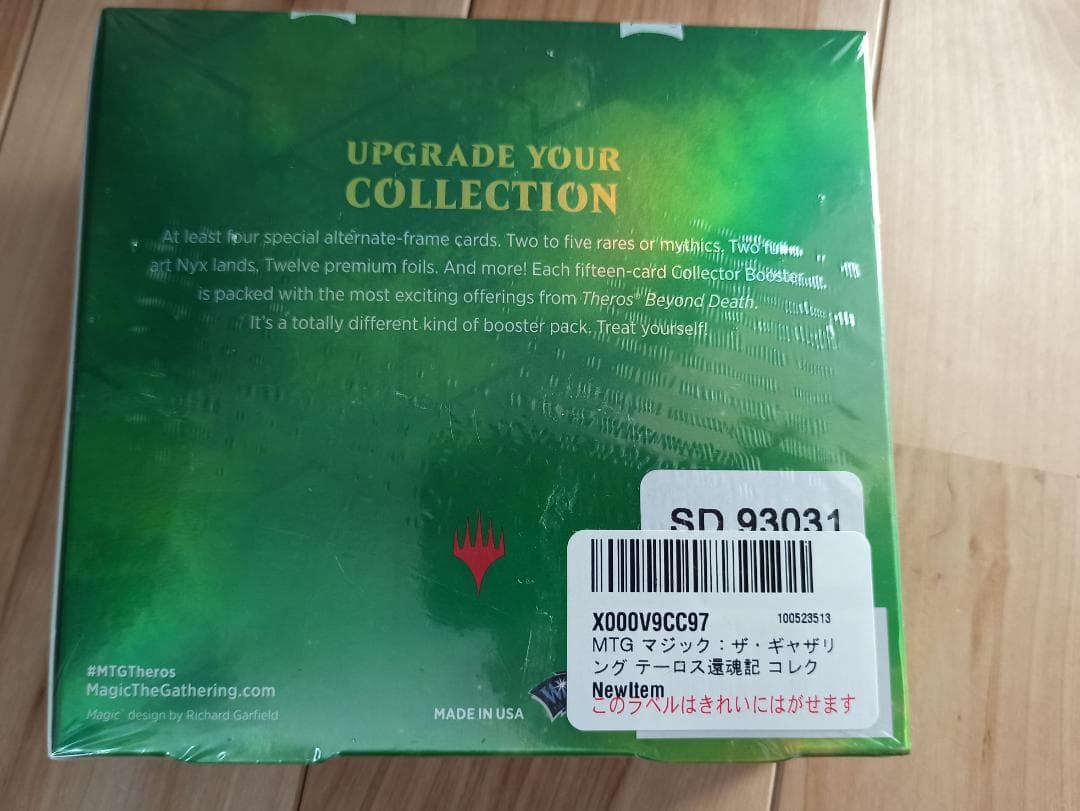 UPGRADE YOUR
COLLECTION
At least four special alternate-frame cards. Two to five rares or mythics. Two full-
art Nyx lands. Twelve premium foils. And more! Each fifteen-card Collector Booster
is packed with the most exciting offerings from Theros® Beyond Death.
It's a totally different kind of booster pack. Treat yourself!
SD 93031
X000V9CC97 100523513
MTG マジック：ザ・ギャザリ
ング テーロス還魂記 コレク
NewItem
このラベルはきれいにはがせます
#MTGTheros
MagicTheGathering.com
Magic® design by Richard Garfield
MADE IN USA